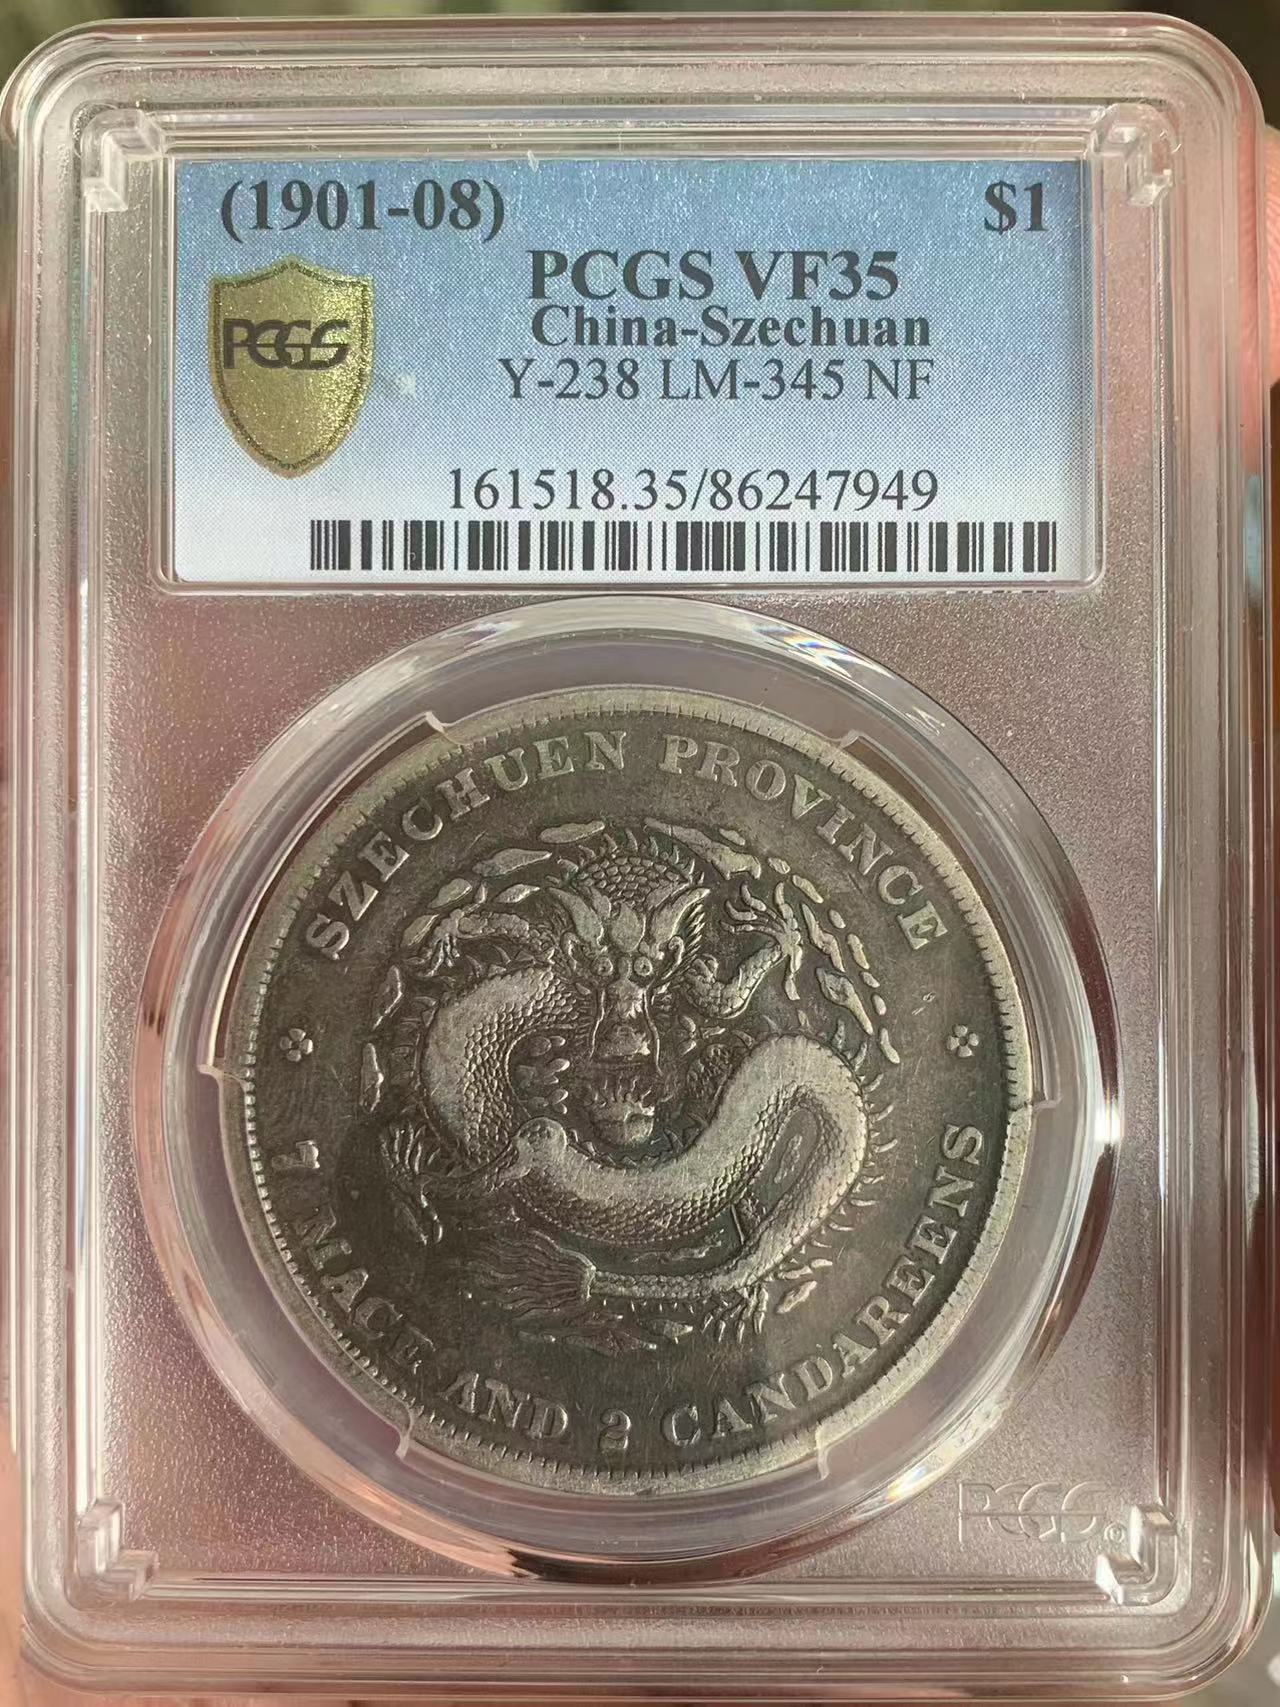 (1901-08) $1
PCGS VF35
China-Szechuan
Y-238 LM-345 NF
PCGS
161518.35/86247949
SZECHUEN PROVINCE
7 MACE AND 2 CANDAREENS
PCGS